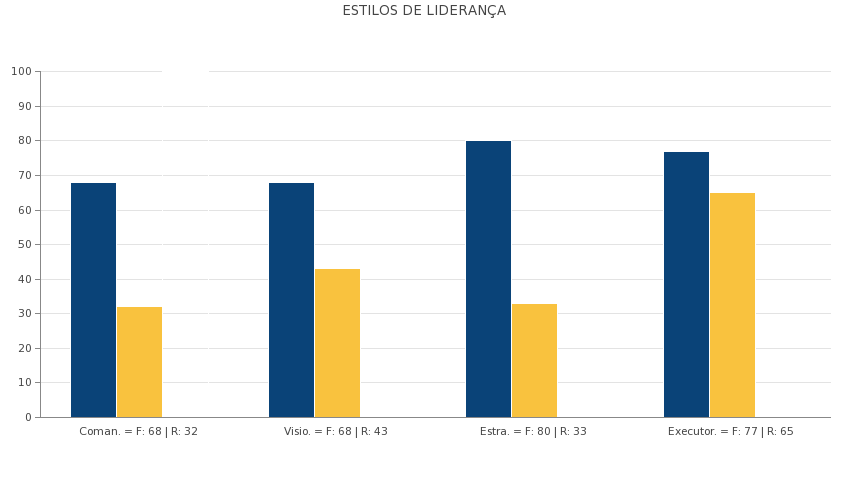 ESTILOS DE LIDERANÇA
100
90
80
70
60
50
40
30
20
10
0
Coman. = F: 68 | R: 32
Visio. = F: 68 | R: 43
Estra. = F: 80 | R: 33
Executor. = F: 77 | R: 65